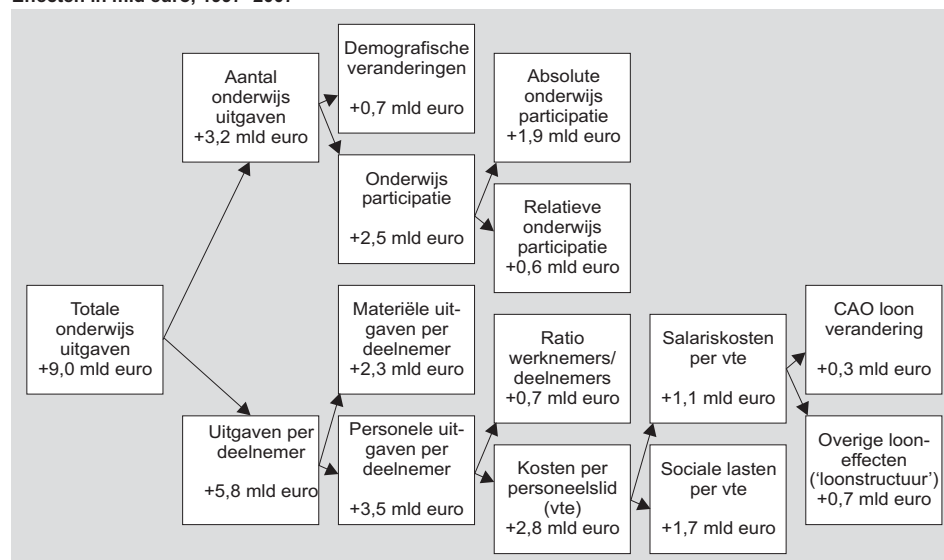 Aantal
onderwijs
uitgaven
+3,2 mld euro
Demografische
veranderingen
+0,7 mld euro
Absolute
onderwijs
participatie
+1,9 mld euro
Onderwijs
participatie
+2,5 mld euro
Relatieve
onderwijs
participatie
+0,6 mld euro
Totale
onderwijs
uitgaven
+9,0 mld euro
Materiële uit-
gaven per
deelnemer
+2,3 mld euro
Ratio
werknemers/
deelnemers
+0,7 mld euro
Salariskosten
per vte
+1,1 mld euro
CAO loon
verandering
+0,3 mld euro
Uitgaven per
deelnemer
+5,8 mld euro
Personele uit-
gaven per
deelnemer
+3,5 mld euro
Kosten per
personeelslid
(vte)
+2,8 mld euro
Sociale lasten
per vte
+1,7 mld euro
Overige loon-
effecten
(‘loonstructuur’)
+0,7 mld euro